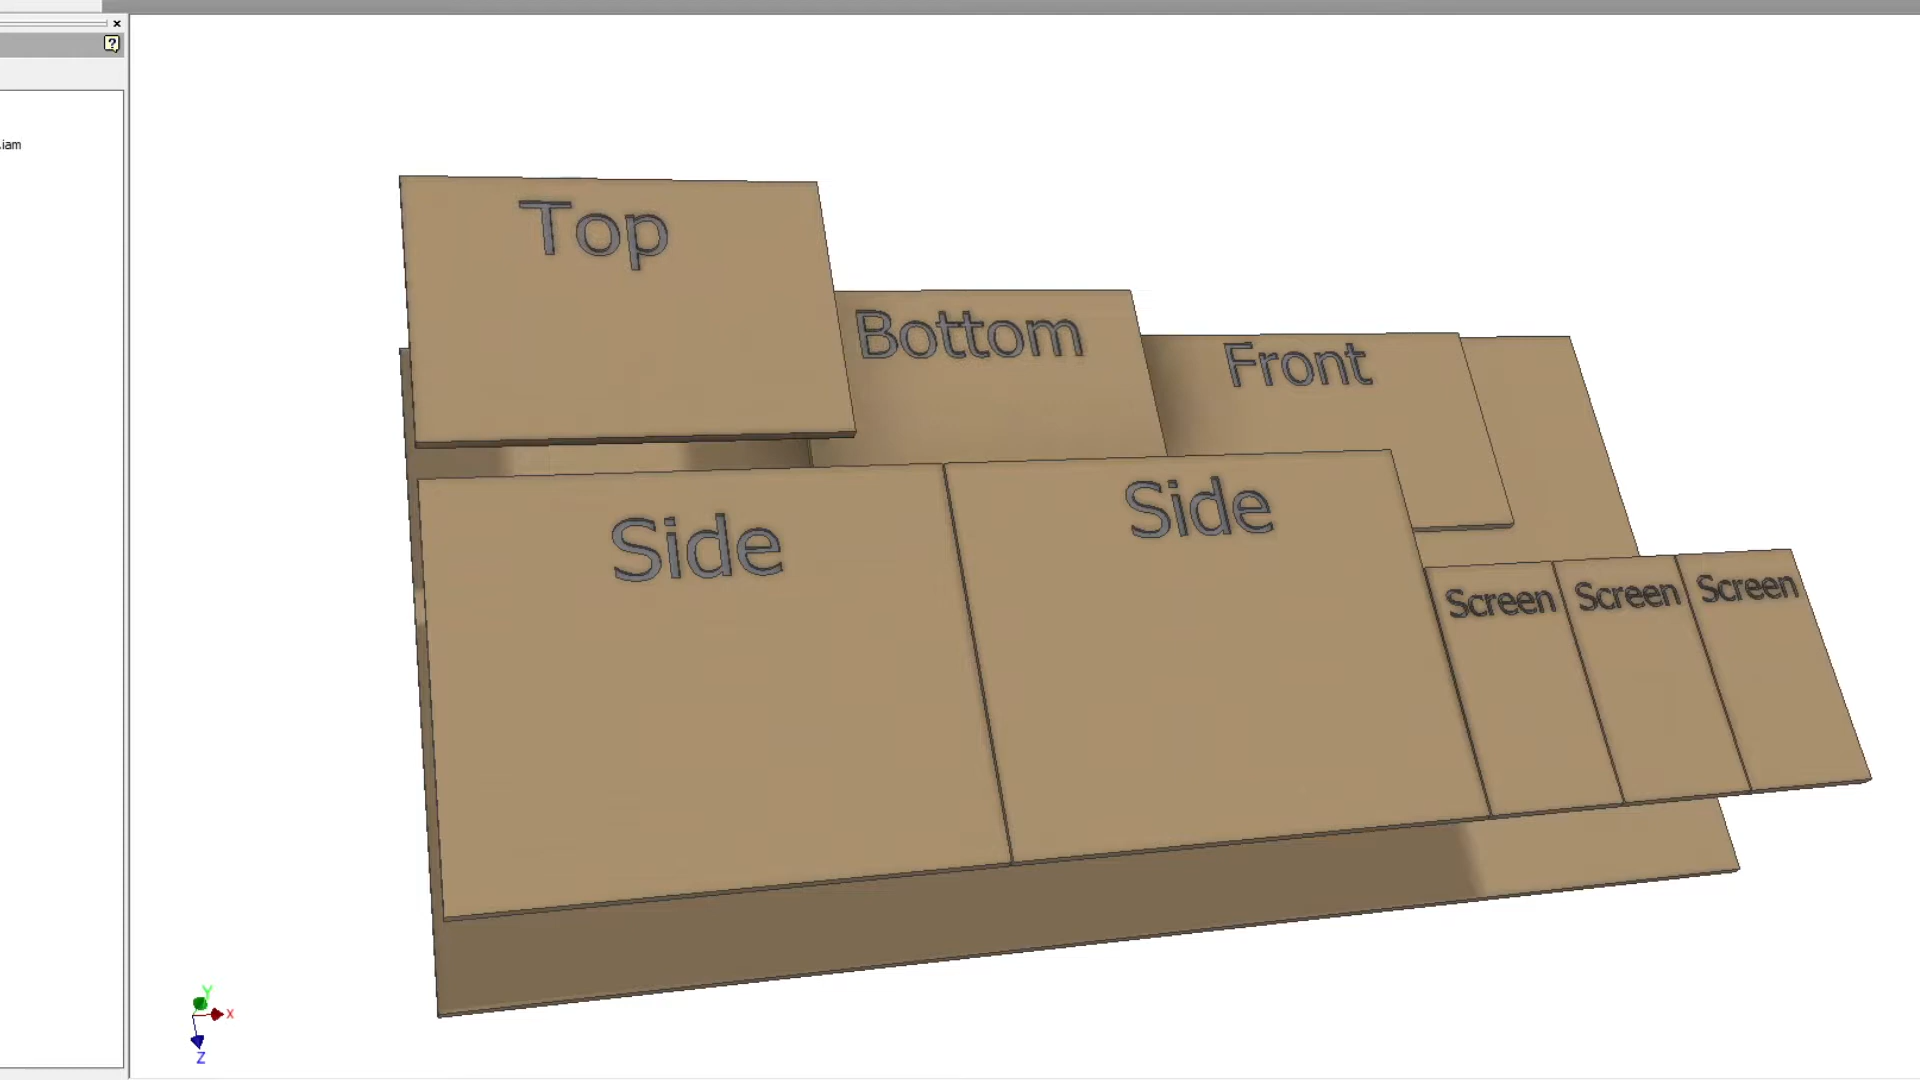 ?
.iam
Top
Bottom
Front
Side
Side
Screen
Screen
Screen
Y
X
Z